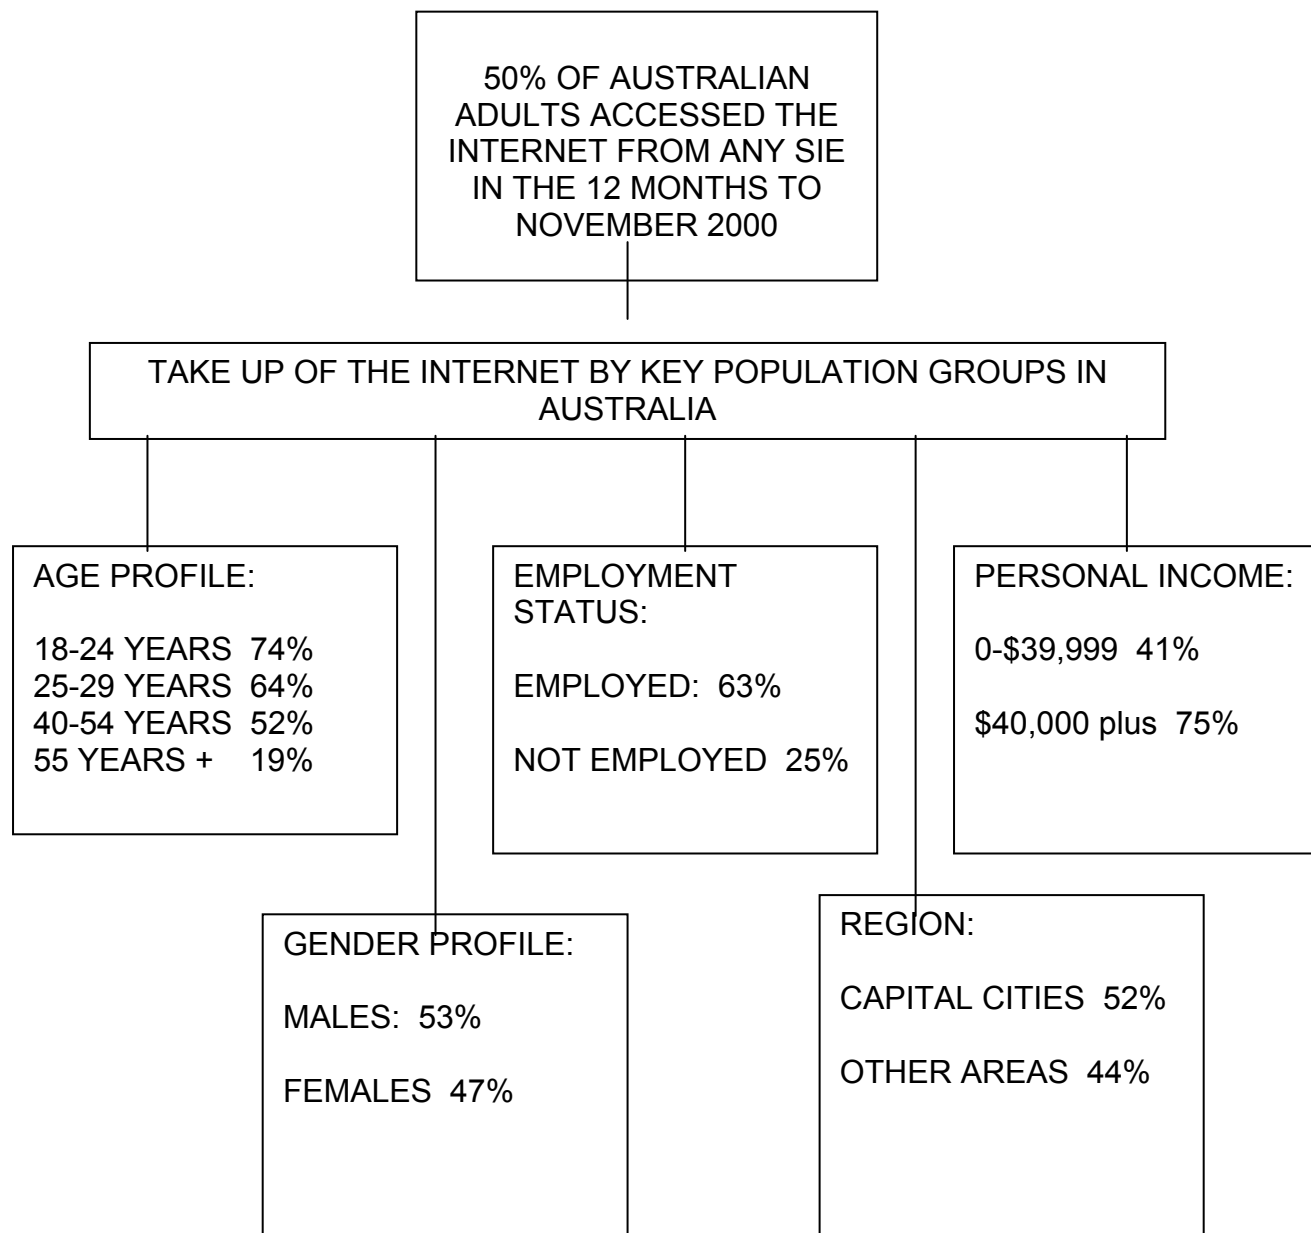 50% OF AUSTRALIAN
ADULTS ACCESSED THE
INTERNET FROM ANY SIE
IN THE 12 MONTHS TO
NOVEMBER 2000
TAKE UP OF THE INTERNET BY KEY POPULATION GROUPS IN
AUSTRALIA
AGE PROFILE:
18-24 YEARS 74%
25-29 YEARS 64%
40-54 YEARS 52%
55 YEARS + 19%
EMPLOYMENT
STATUS:
EMPLOYED: 63%
NOT EMPLOYED 25%
PERSONAL INCOME:
0-$39,999 41%
$40,000 plus 75%
GENDER PROFILE:
MALES: 53%
FEMALES 47%
REGION:
CAPITAL CITIES 52%
OTHER AREAS 44%